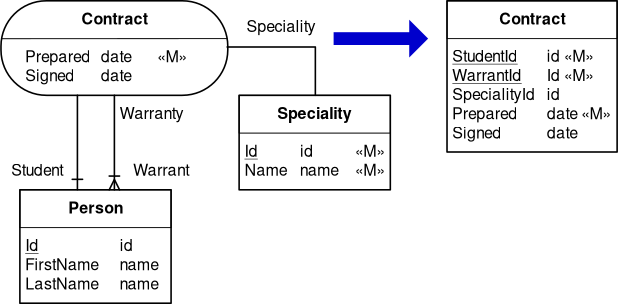 Contract
Prepared date «M»
Signed date
Speciality
Warranty
Student
Warrant
Speciality
Id id «M»
Name name «M»
Person
Id id
FirstName name
LastName name
Contract
StudentId id «M»
WarrantId Id «M»
SpecialityId id
Prepared date «M»
Signed date